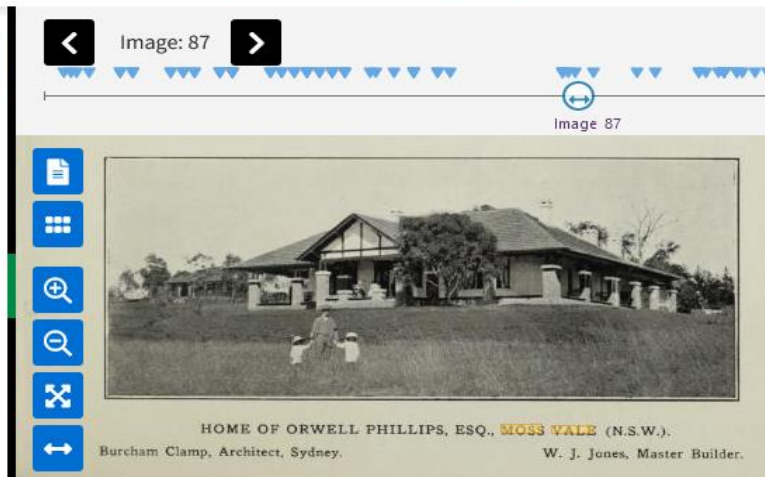 Image: 87
Image 87
HOME OF ORWELL PHILLIPS, ESQ., MOSS VALE (N.S.W.).
Burcham Clamp, Architect, Sydney. W. J. Jones, Master Builder.